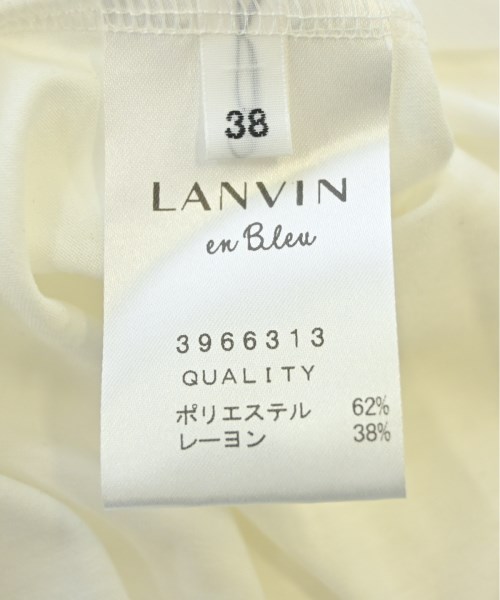 38
LANVIN
en Bleu
3966313
QUALITY
ポリエステル 62%
レーヨン 38%